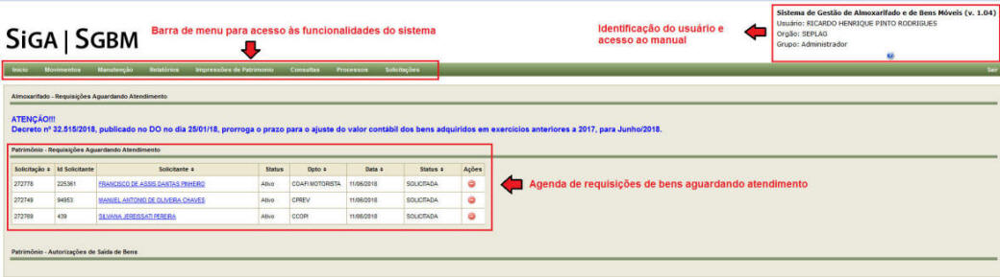 Sistema de Gestão de Almoxarifado e de Bens Móveis (v. 1.04)
Usuário: RICARDO HENRIQUE PINTO RODRIGUES
Orgão: SEPLAG
Grupo: Administrador
Identificação do usuário e
acesso ao manual
SIGA | SGBM
Barra de menu para acesso às funcionalidades do sistema
Início Movimentos Manutenção Relatórios Impressões de Patrimonio Consultas Processos Solicitações Sair
Almoxarifado - Requisições Aguardando Atendimento
ATENÇÃO!!!
Decreto nº 32.515/2018, publicado no DO no dia 25/01/18, prorroga o prazo para o ajuste do valor contábil dos bens adquiridos em exercícios anteriores a 2017, para Junho/2018.
Patrimônio - Requisições Aguardando Atendimento
Solicitação Id Solicitante Solicitante Status Dpto Data Status Ações
272778 225361 FRANCISCO DE ASSIS DANTAS PINHEIRO Ativo COAFI MOTORISTA 11/06/2018 SOLICITADA
272749 94953 MANUEL ANTONIO DE OLIVEIRA CHAVES Ativo CPREV 11/06/2018 SOLICITADA
272769 439 SILVANA JEREISSATI PEREIRA Ativo CCOPI 11/06/2018 SOLICITADA
Agenda de requisições de bens aguardando atendimento
Patrimônio - Autorizações de Saída de Bens